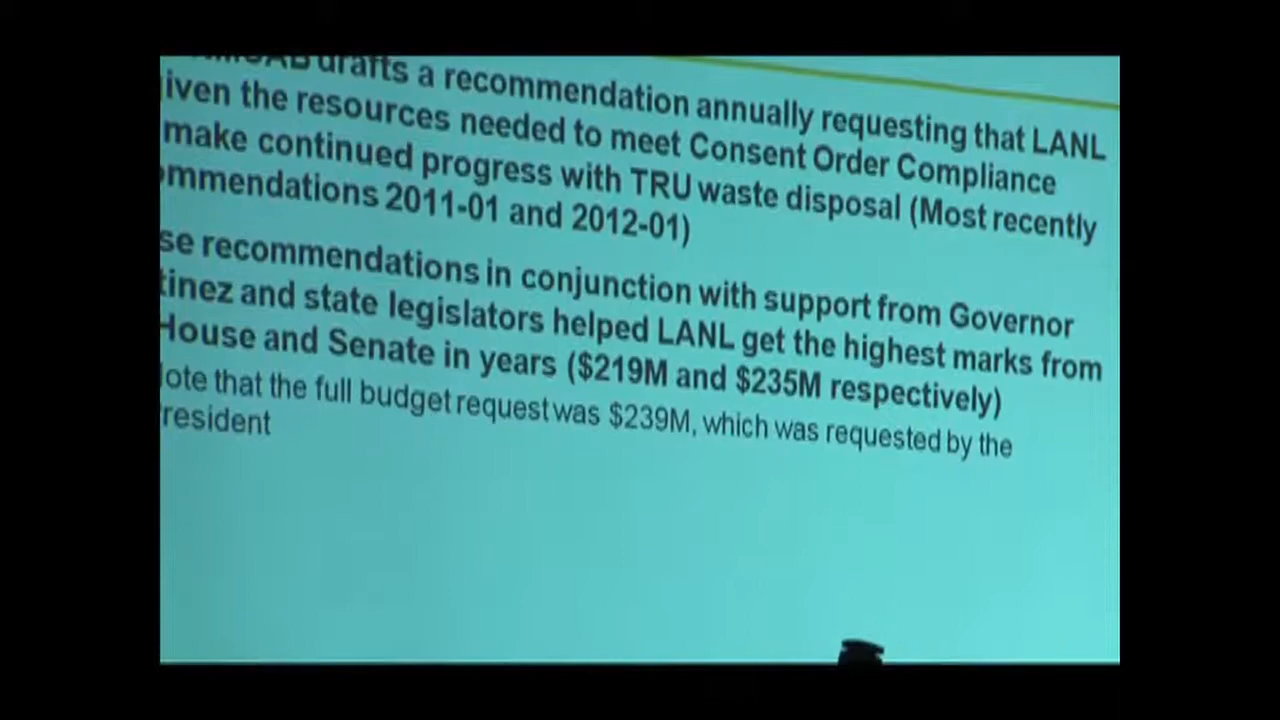 drafts a recommendation annually requesting that LANL
iven the resources needed to meet Consent Order Compliance
make continued progress with TRU waste disposal (Most recently
ommendations 2011-01 and 2012-01)
se recommendations in conjunction with support from Governor
tinez and state legislators helped LANL get the highest marks from
House and Senate in years ($219M and $235M respectively)
ote that the full budget request was $239M, which was requested by the
resident